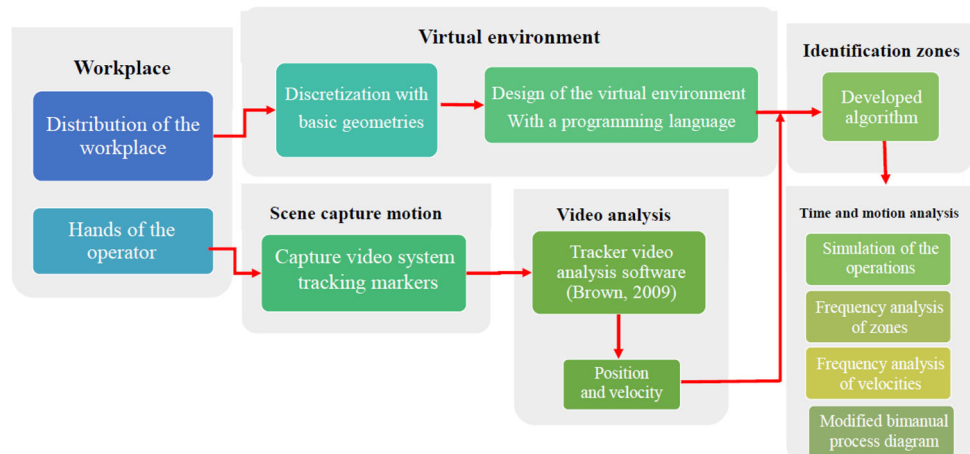 Workplace
Distribution of the
workplace
Hands of the
operator
Virtual environment
Discretization with
basic geometries
Design of the virtual environment
With a programming language
Scene capture motion
Capture video system
tracking markers
Video analysis
Tracker video
analysis software
(Brown, 2009)
Position
and velocity
Identification zones
Developed
algorithm
Time and motion analysis
Simulation of the
operations
Frequency analysis
of zones
Frequency analysis
of velocities
Modified bimanual
process diagram